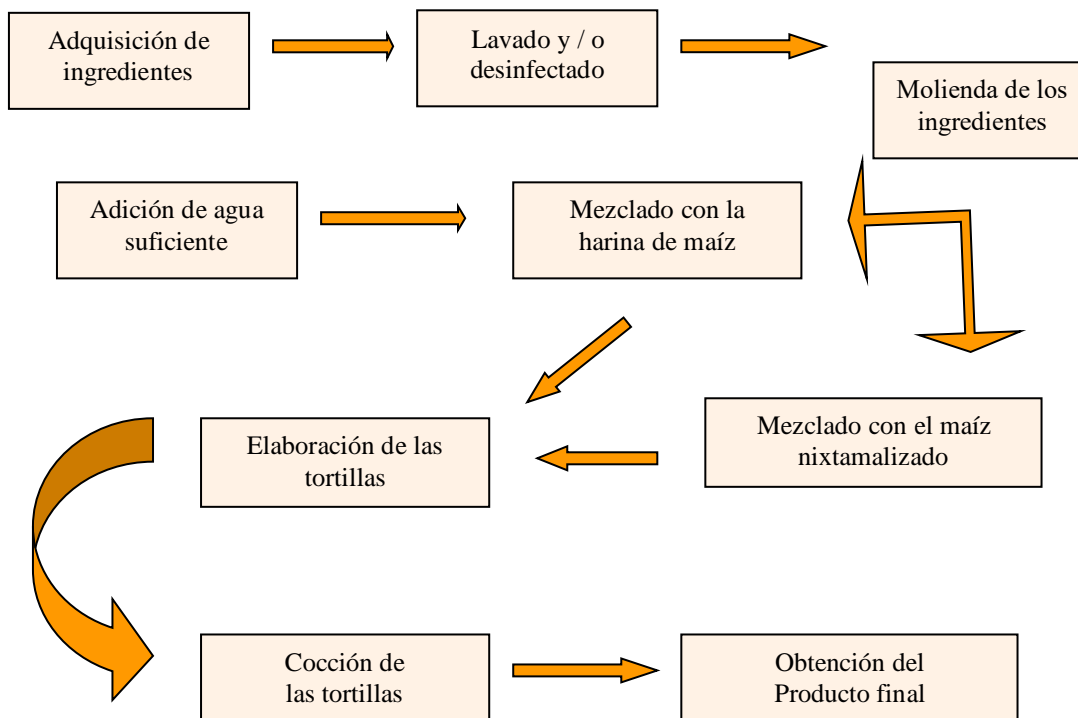 Adquisición de
ingredientes
Lavado y / o
desinfectado
Molienda de los
ingredientes
Adición de agua
suficiente
Mezclado con la
harina de maíz
Elaboración de las
tortillas
Mezclado con el maíz
nixtamalizado
Cocción de
las tortillas
Obtención del
Producto final